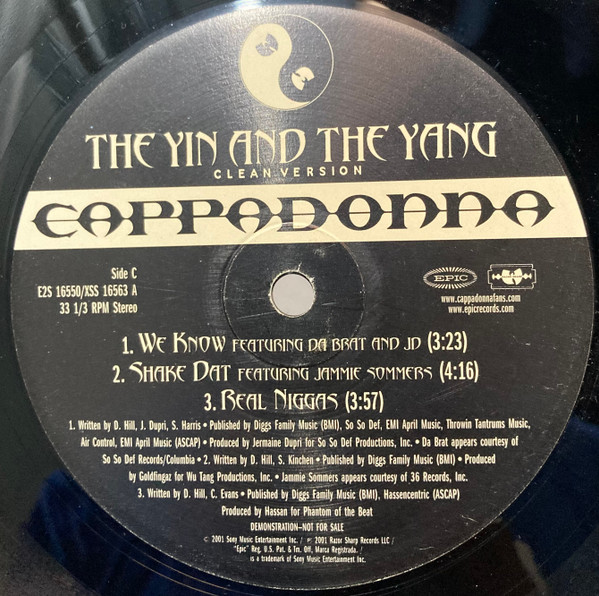 THE YIN AND THE YANG
CLEAN VERSION
CAPPADONNA
Side C
E2S 16550/XSS 16563 A
33 1/3 RPM Stereo
EPIC
www.cappadonnafans.com
www.epicrecords.com
1. WE KNOW FEATURING DA BRAT AND JD (3:23)
2. SHAKE DAT FEATURING JAMMIE SOMMERS (4:16)
3. REAL NIGGAS (3:57)
1. Written by D. Hill, J. Dupri, S. Harris • Published by Diggs Family Music (BMI), So So Def, EMI April Music, Throwin Tantrums Music,
Air Control, EMI April Music (ASCAP) • Produced by Jermaine Dupri for So So Def Productions, Inc. • Da Brat appears courtesy of
So So Def Records/Columbia • 2. Written by D. Hill, S. Kinchen • Published by Diggs Family Music (BMI) • Produced
by Goldfingaz for Wu Tang Productions, Inc. • Jammie Sommers appears courtesy of 36 Records, Inc.
3. Written by D. Hill, C. Evans • Published by Diggs Family Music (BMI), Hassencentric (ASCAP)
Produced by Hassan for Phantom of the Beat
DEMONSTRATION–NOT FOR SALE
© 2001 Sony Music Entertainment Inc. / ℗ 2001 Razor Sharp Records LLC /
"Epic" Reg. U.S. Pat. & Tm. Off. Marca Registrada. /
is a trademark of Sony Music Entertainment Inc.